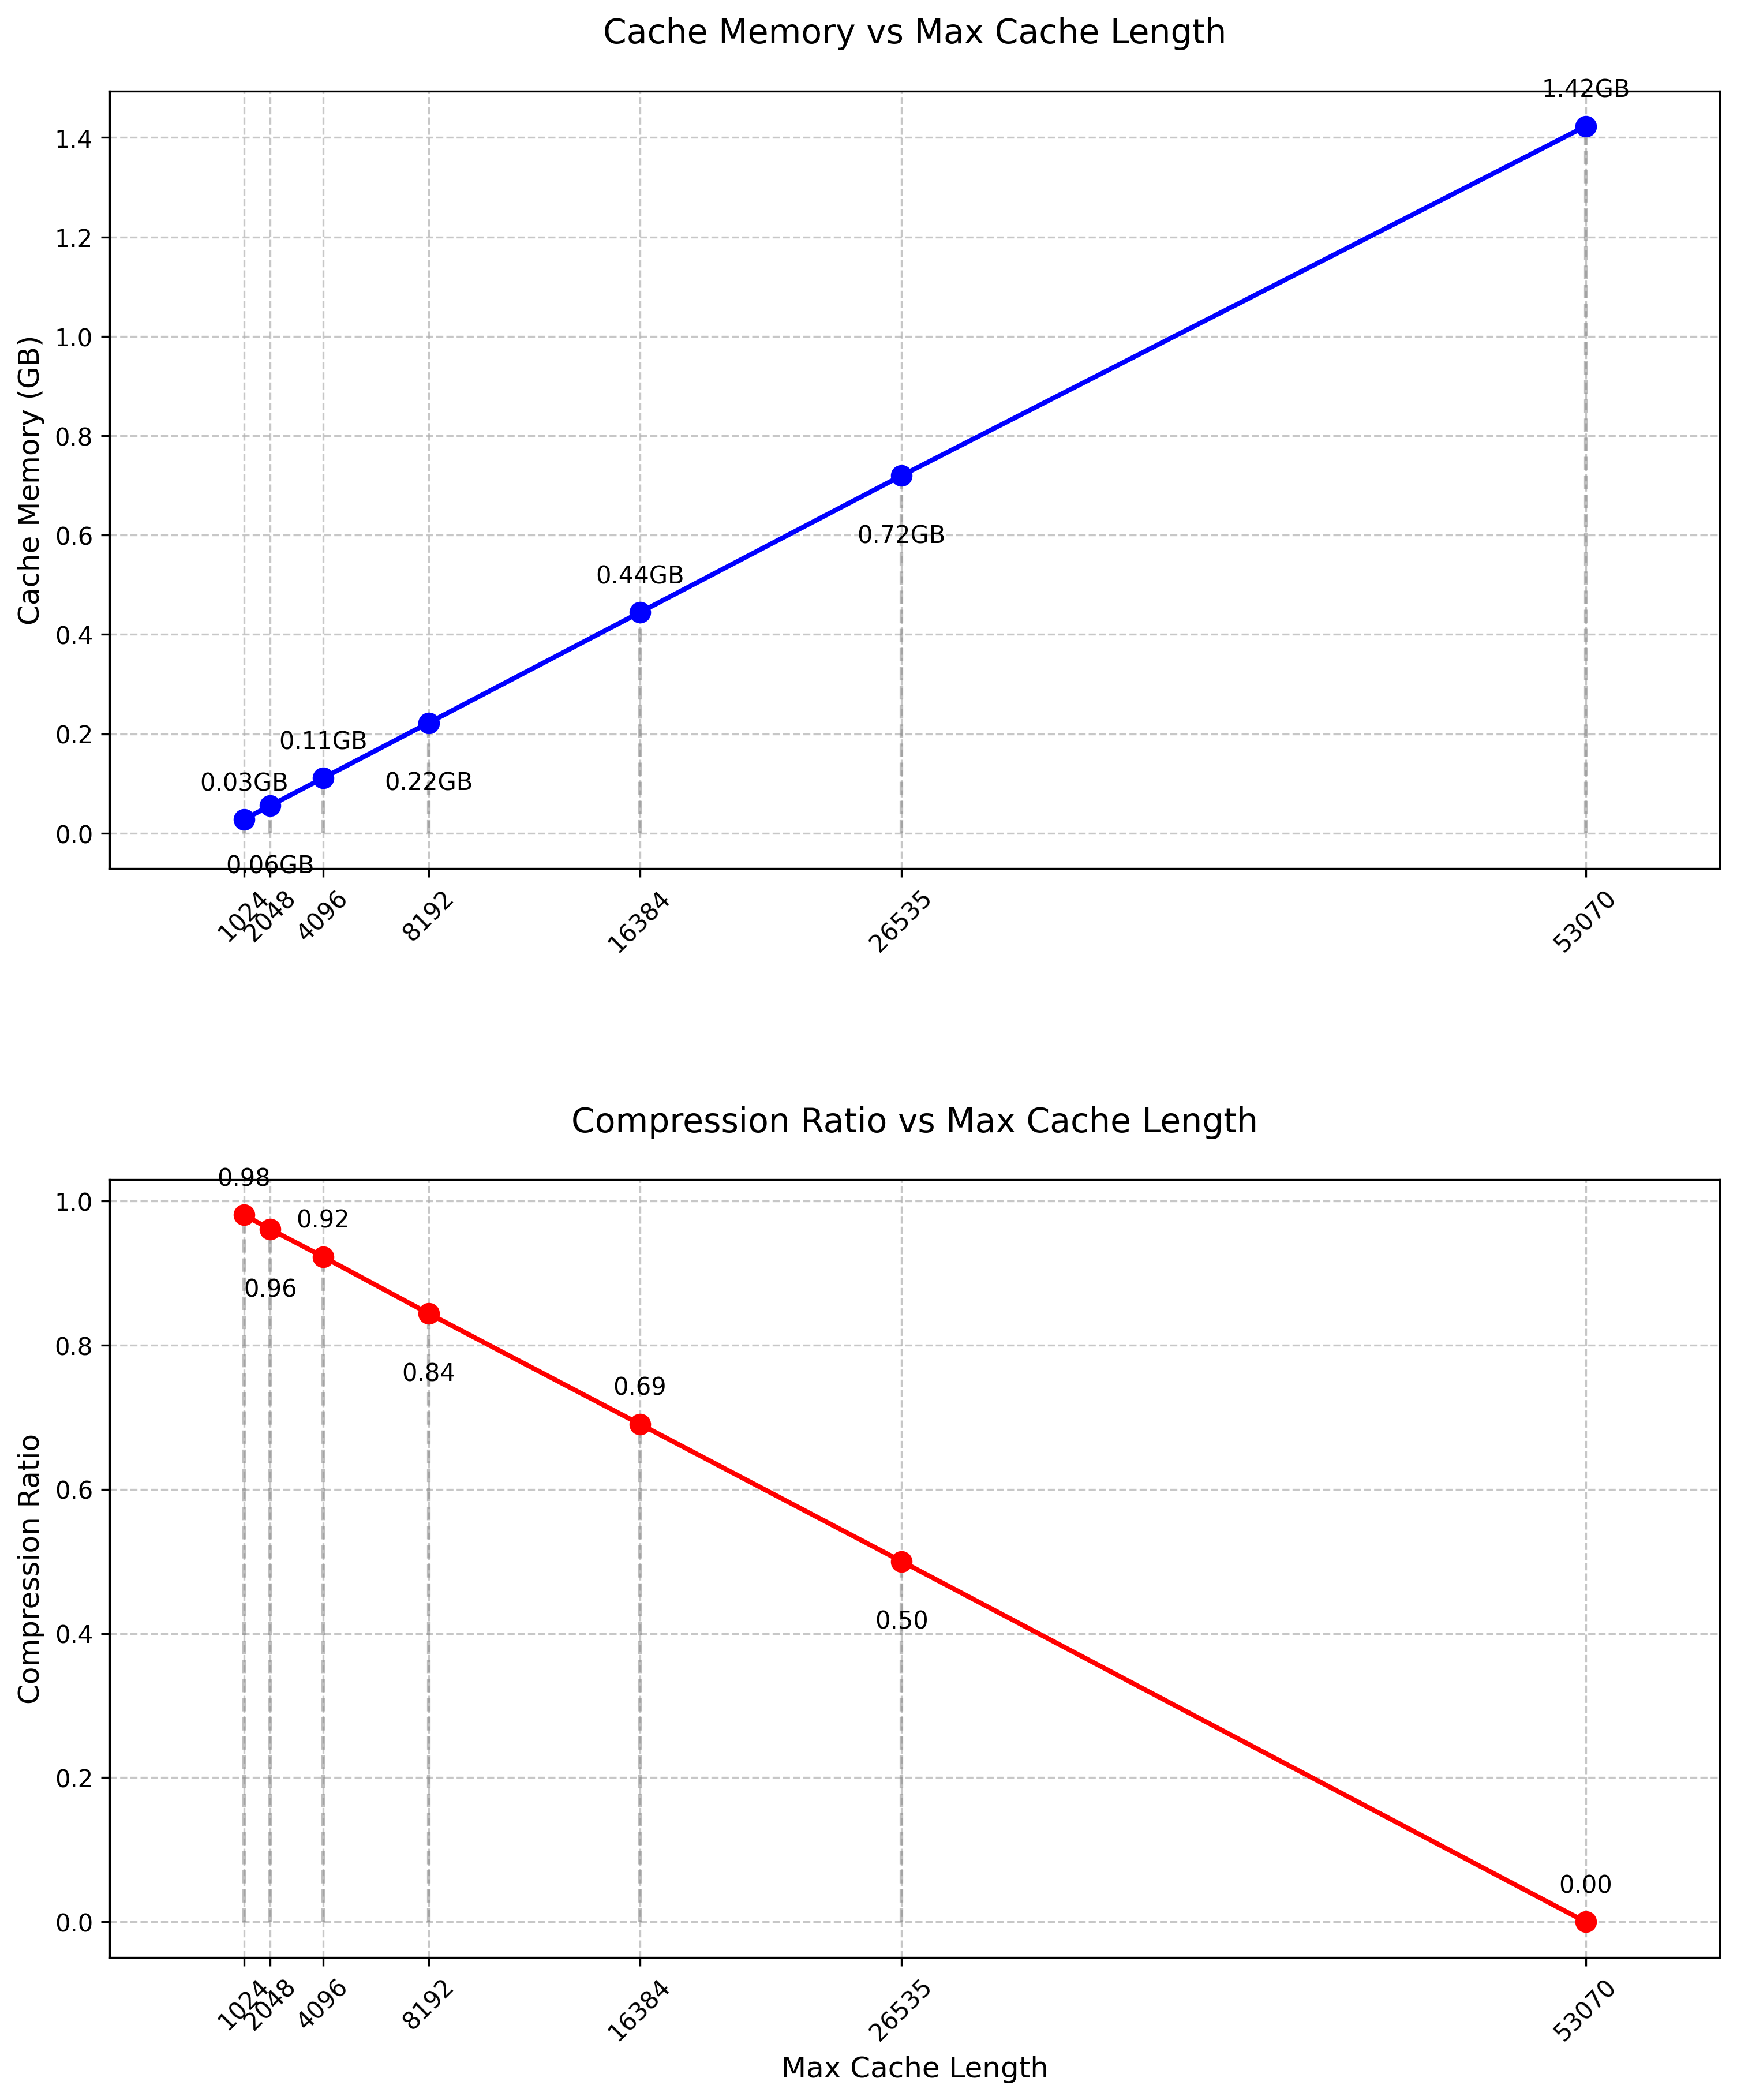 Cache Memory vs Max Cache Length
1.42GB
1.4
1.2
1.0
0.8
0.6
0.4
0.2
0.0
Cache Memory (GB)
0.72GB
0.44GB
0.11GB
0.03GB
0.22GB
0.06GB
1024
2048
4096
8192
16384
26535
53070
Compression Ratio vs Max Cache Length
0.98
1.0
0.8
0.6
0.4
0.2
0.0
Compression Ratio
0.92
0.96
0.84
0.69
0.50
0.00
1024
2048
4096
8192
16384
26535
53070
Max Cache Length